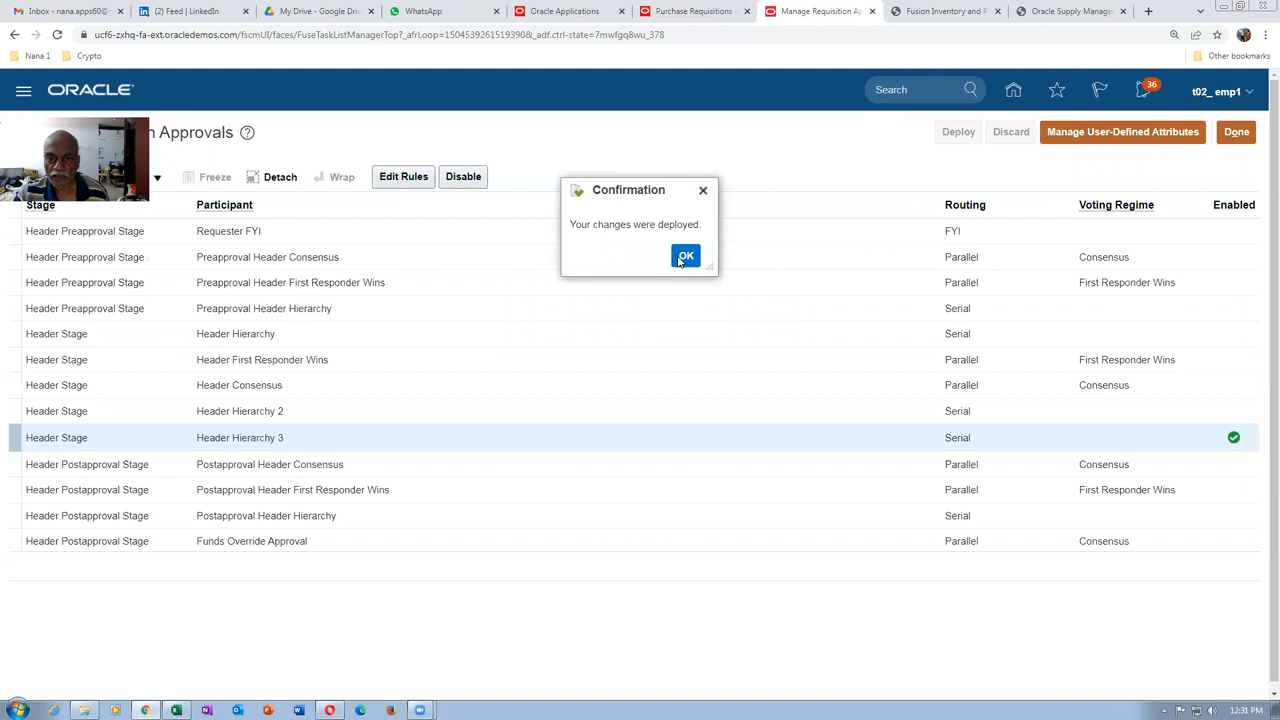 Inbox - nana.apps60@g
(2) Feed | LinkedIn
My Drive - Google Driv
WhatsApp
Oracle Applications
Purchase Requisitions -
Manage Requisition Ap
Fusion Inventory and P
Oracle Supply Manage
ucf6-zxhq-fa-ext.oracledemos.com/fscmUI/faces/FuseTaskListManagerTop?_afrLoop=15045392615193908&_adf.ctrl-state=7mwfgq8wu_378
Nana 1
Crypto
Other bookmarks
ORACLE
Search
36
t02_ emp1
n Approvals
Deploy
Discard
Manage User-Defined Attributes
Done
Freeze
Detach
Wrap
Edit Rules
Disable
Confirmation
Your changes were deployed.
OK
Stage Participant Routing Voting Regime Enabled
Header Preapproval Stage Requester FYI FYI
Header Preapproval Stage Preapproval Header Consensus Parallel Consensus
Header Preapproval Stage Preapproval Header First Responder Wins Parallel First Responder Wins
Header Preapproval Stage Preapproval Header Hierarchy Serial
Header Stage Header Hierarchy Serial
Header Stage Header First Responder Wins Parallel First Responder Wins
Header Stage Header Consensus Parallel Consensus
Header Stage Header Hierarchy 2 Serial
Header Stage Header Hierarchy 3 Serial
Header Postapproval Stage Postapproval Header Consensus Parallel Consensus
Header Postapproval Stage Postapproval Header First Responder Wins Parallel First Responder Wins
Header Postapproval Stage Postapproval Header Hierarchy Serial
Header Postapproval Stage Funds Override Approval Parallel Consensus
12:31 PM